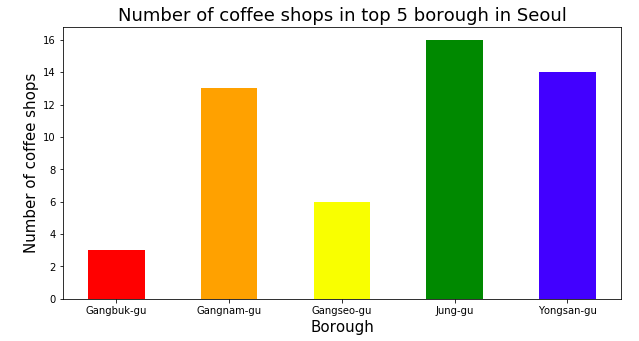 Number of coffee shops in top 5 borough in Seoul
Number of coffee shops
16
14
12
10
8
6
4
2
0
Gangbuk-gu Gangnam-gu Gangseo-gu Jung-gu Yongsan-gu
Borough